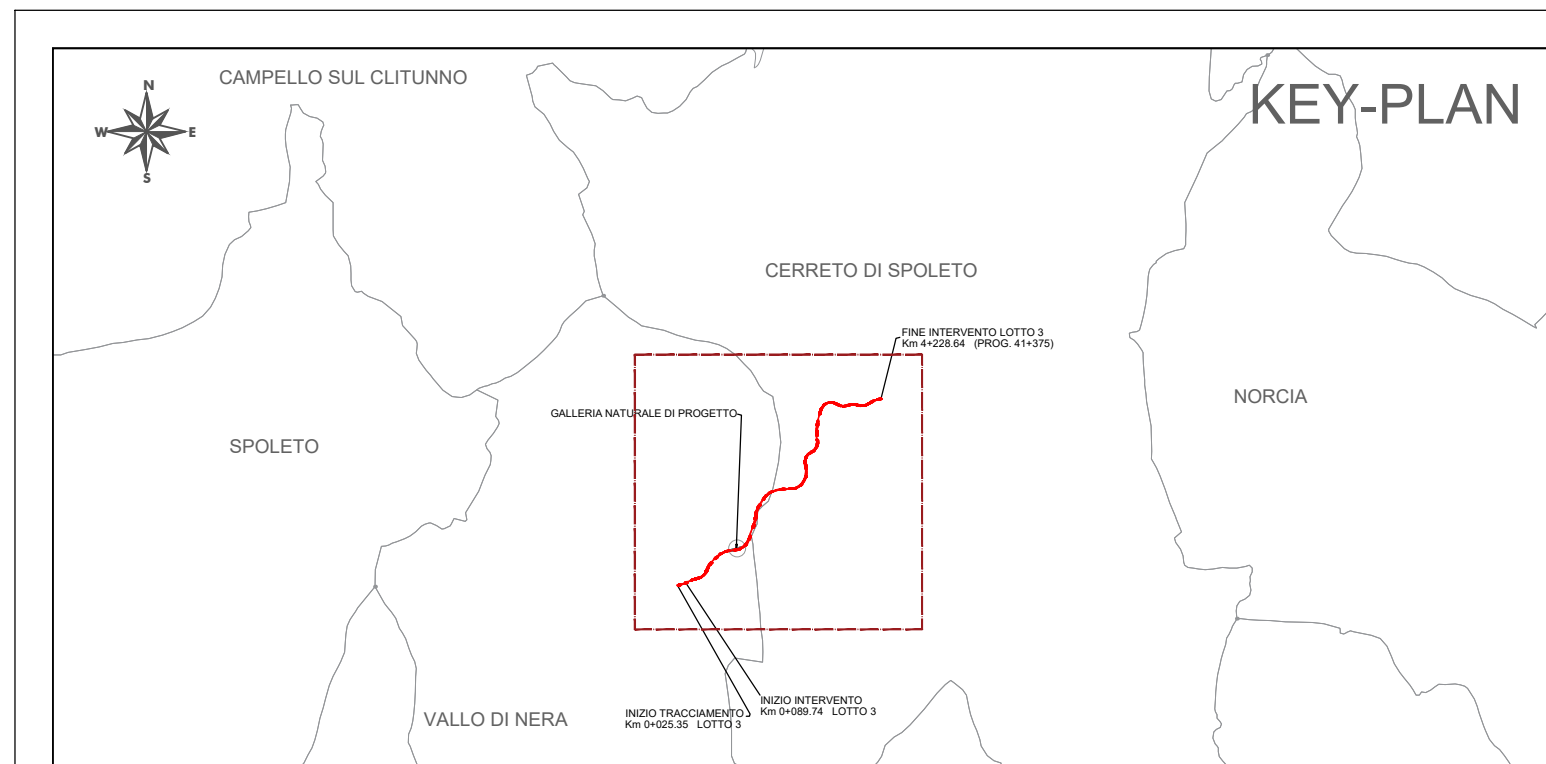 CAMPELLO SUL CLITUNNO
KEY-PLAN
N
W E
S
CERRETO DI SPOLETO
FINE INTERVENTO LOTTO 3
Km 4+228.64 (PROG. 41+375)
NORCIA
GALLERIA NATURALE DI PROGETTO
SPOLETO
INIZIO INTERVENTO
Km 0+089.74 LOTTO 3
INIZIO TRACCIAMENTO
Km 0+025.35 LOTTO 3
VALLO DI NERA